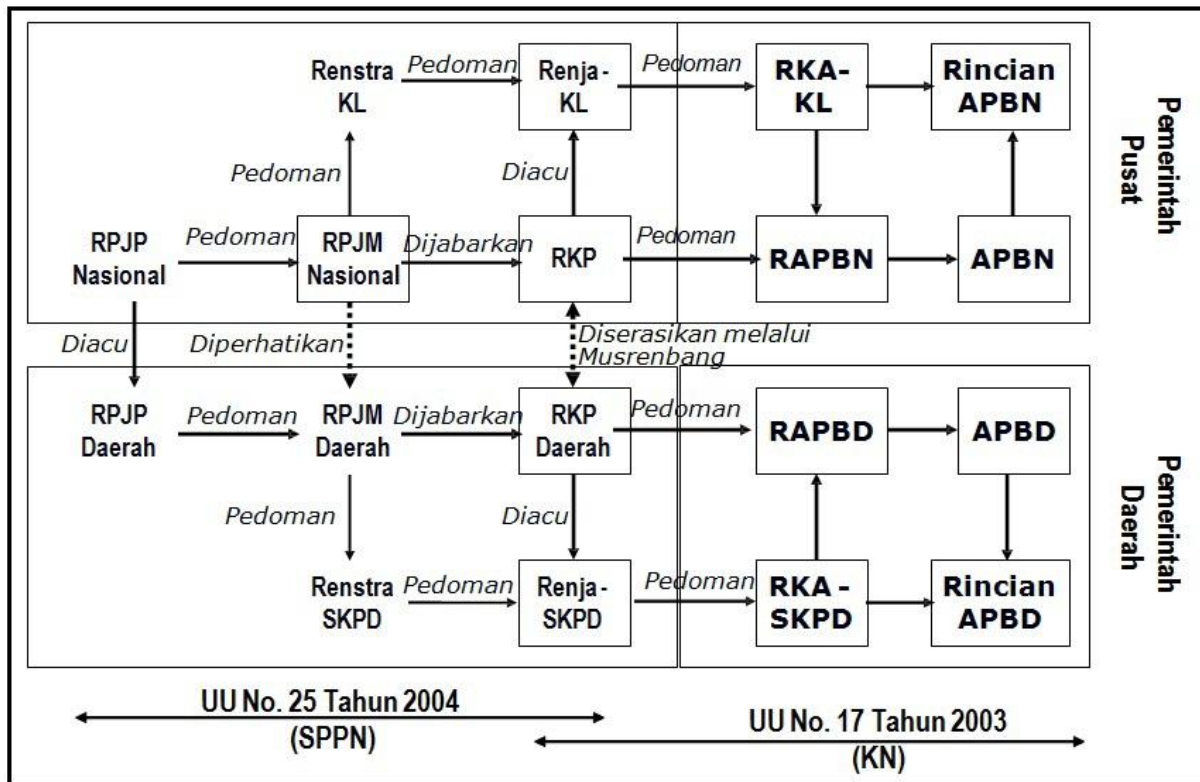 Renstra
KL
Pedoman
Renja-
KL
Pedoman
RKA-
KL
Rincian
APBN
Pemerintah
Pusat
Pedoman
Diacu
RPJP
Nasional
Pedoman
RPJM
Nasional
Dijabarkan
RKP
Pedoman
RAPBN
APBN
Diacu
Diperhatikan
Diserasikan melalui
Musrenbang
RPJP
Daerah
Pedoman
RPJM
Daerah
Dijabarkan
RKP
Daerah
Pedoman
RAPBD
APBD
Pemerintah
Daerah
Pedoman
Diacu
Renstra
SKPD
Pedoman
Renja-
SKPD
Pedoman
RKA -
SKPD
Rincian
APBD
UU No. 25 Tahun 2004
(SPPN)
UU No. 17 Tahun 2003
(KN)